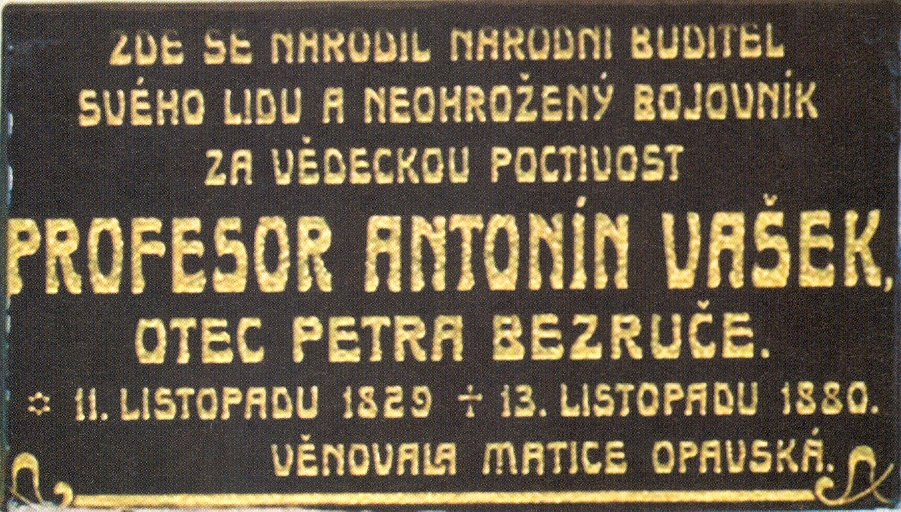 ZDE SE NARODIL NÁRODNI BUDITEL
SVÉHO LIDU A NEOHROŽENÝ BOJOVNÍK
ZA VĚDECKOU POCTIVOST
PROFESOR ANTONÍN VAŠEK,
OTEC PETRA BEZRUČE.
✡ 11. LISTOPADU 1829 † 13. LISTOPADU 1880.
VĚNOVALA MATICE OPAVSKÁ.